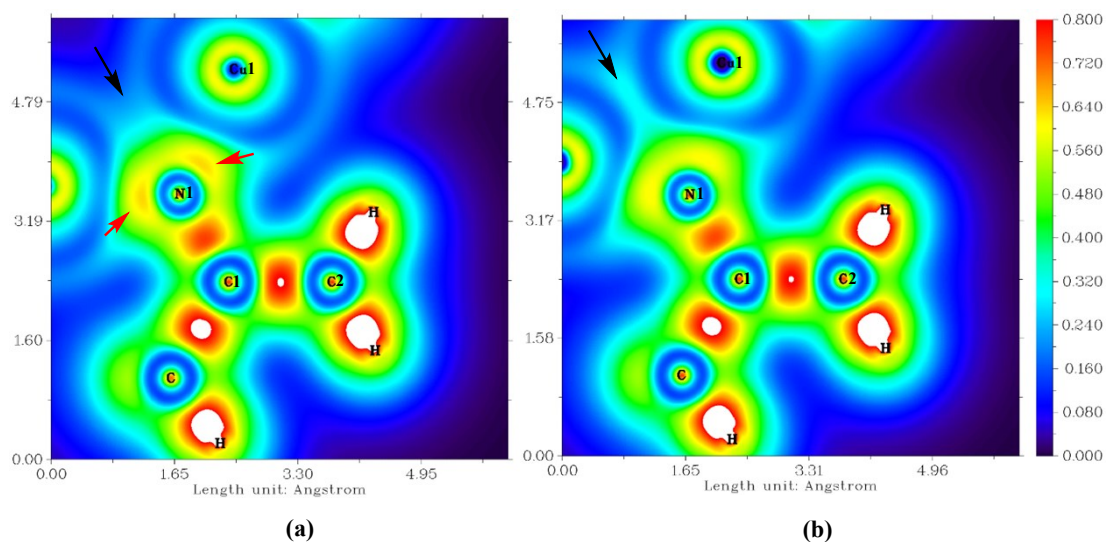 Cu1
4.79
N1
3.19
H
C1
C2
1.60
H
C
H
0.00
0.00
1.65
3.30
4.95
Length unit: Angstrom
(a)
Cu1
4.75
N1
3.17
H
C1
C2
1.58
H
C
H
0.00
0.00
1.65
3.31
4.96
Length unit: Angstrom
(b)
0.800
0.720
0.640
0.560
0.480
0.400
0.320
0.240
0.160
0.080
0.000